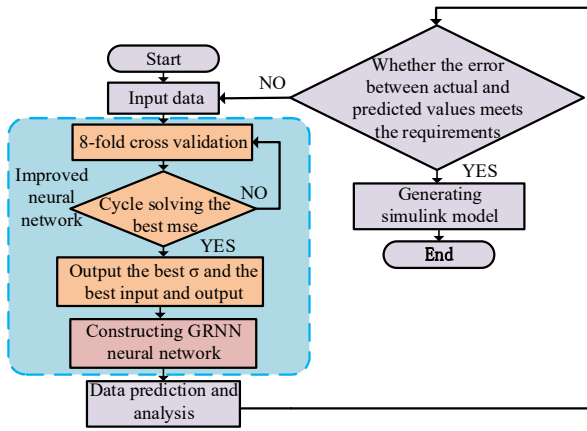 Start
Input data
8-fold cross validation
Improved
neural
network
NO
Cycle solving the
best mse
YES
Output the best σ and the
best input and output
Constructing GRNN
neural network
Data prediction and
analysis
NO
Whether the error
between actual and
predicted values meets
the requirements
YES
Generating
simulink model
End